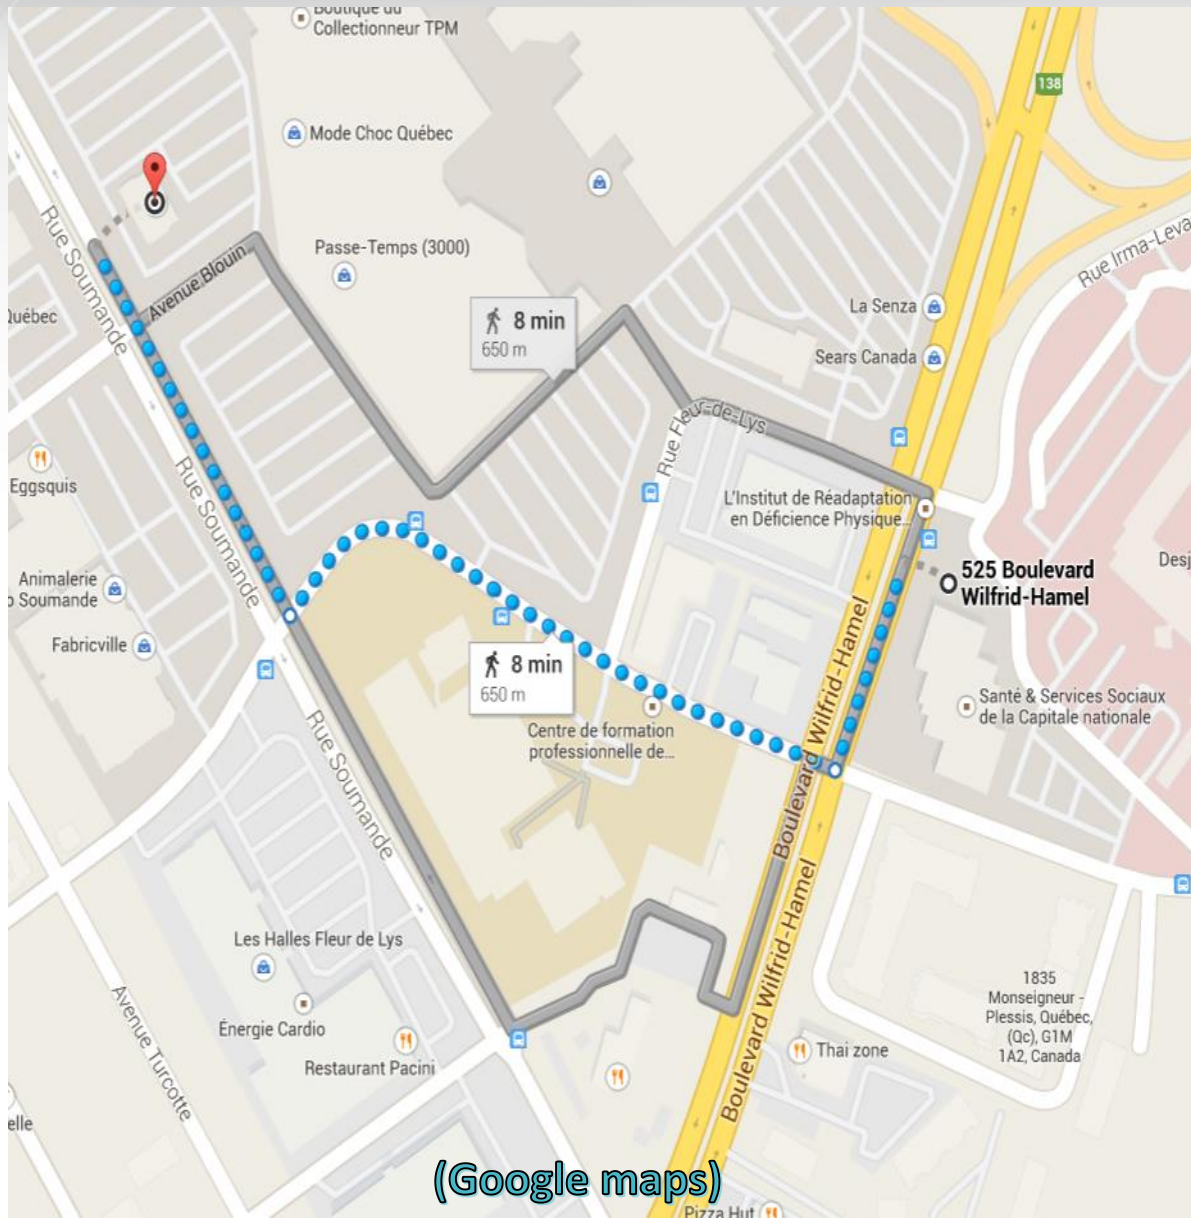 Boutique du
Collectionneur TPM
138
Mode Choc Québec
Rue Soumande
Rue Irma-Leva
Passe-Temps (3000)
Avenue Blouin
8 min
650 m
La Senza
Québec
Sears Canada
Rue Fleur-de-Lys
Eggsquis
Rue Soumande
L'Institut de Réadaptation
en Déficience Physique...
525 Boulevard
Wilfrid-Hamel
Desj
Animalerie
o Soumande
Fabricville
8 min
650 m
Boulevard Wilfrid-Hamel
Santé & Services Sociaux
de la Capitale nationale
Centre de formation
professionnelle de...
Rue Soumande
Boulevard Wilfrid-Hamel
Les Halles Fleur de Lys
Énergie Cardio
Restaurant Pacini
Avenue Turcotte
1835
Monseigneur -
Plessis, Québec,
(Qc), G1M
1A2, Canada
Thai zone
elle
(Google maps)
Pizza Hut